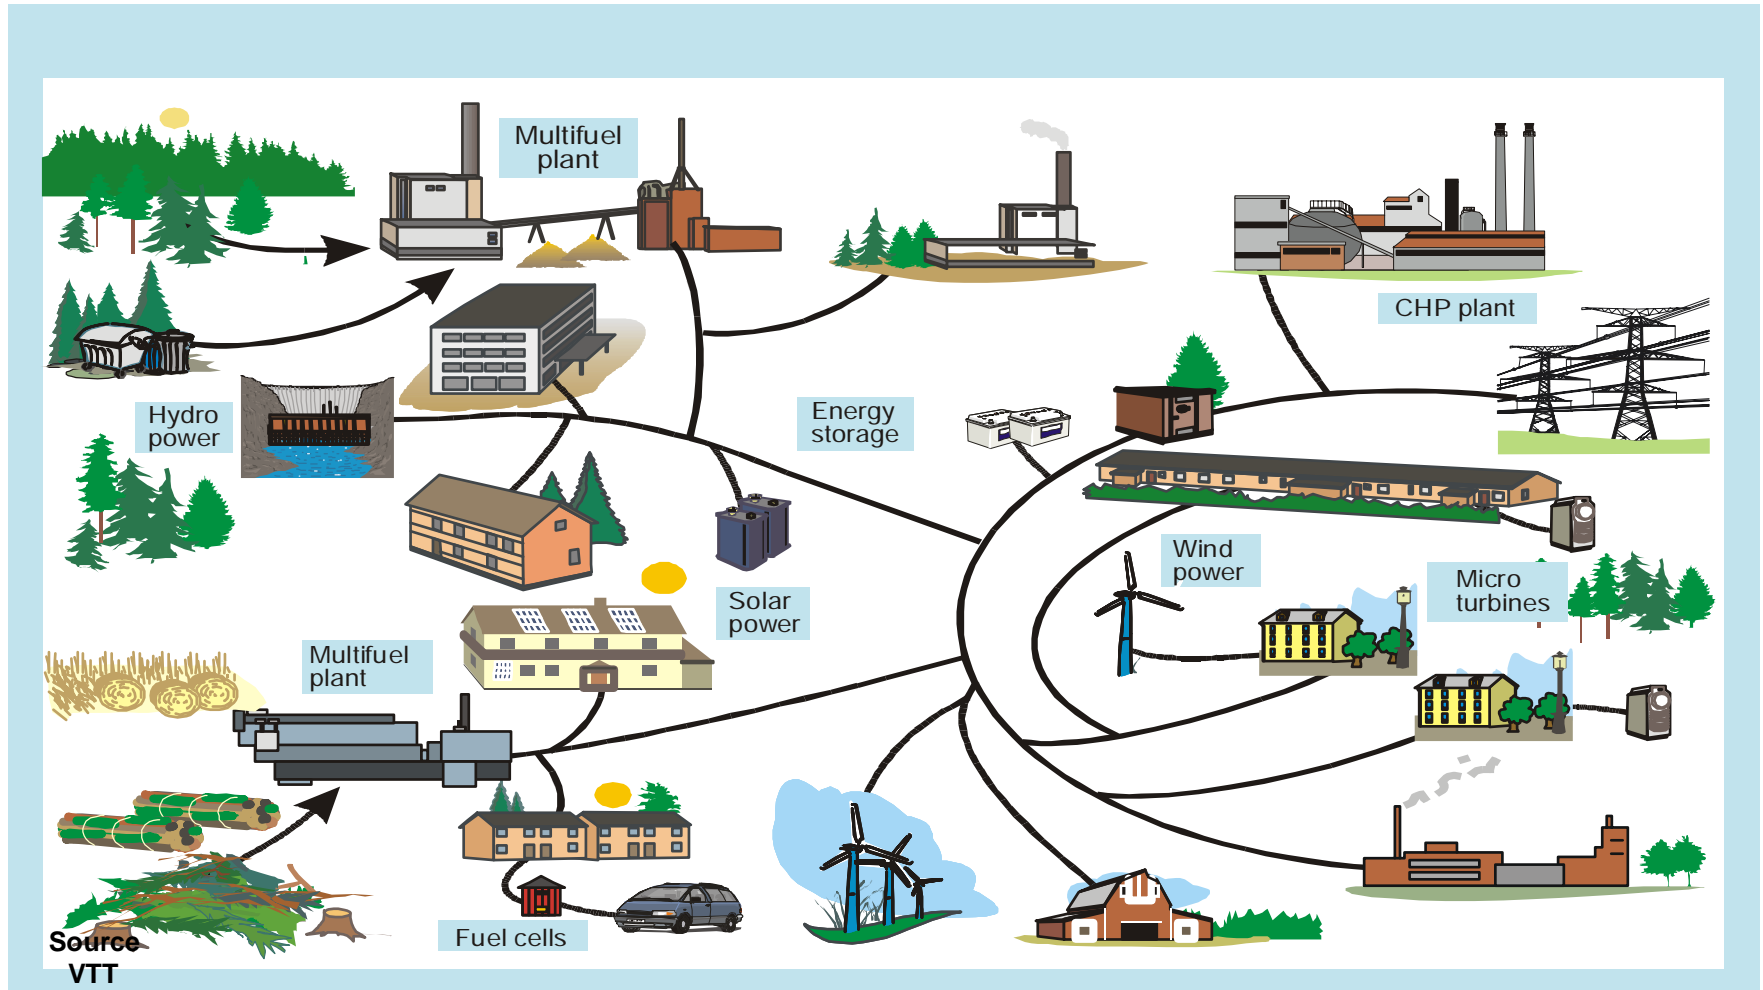 Multifuel
plant
CHP plant
Hydro
power
Energy
storage
Wind
power
Micro
turbines
Solar
power
Multifuel
plant
Fuel cells
Source
VTT